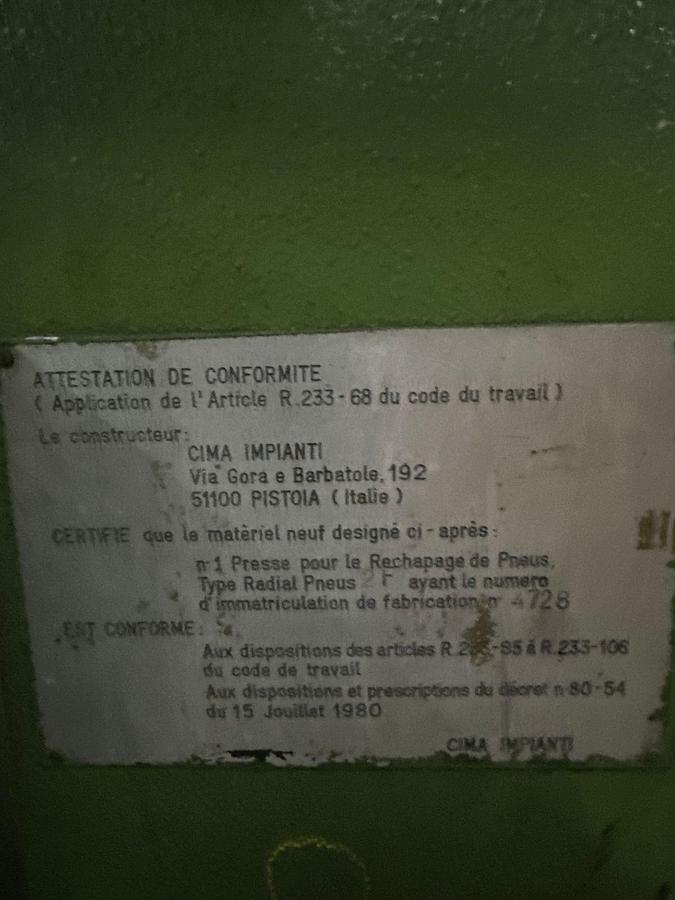 ATTESTATION DE CONFORMITE
( Application de l'Article R.233-68 du code du travail )
Le constructeur:
CIMA IMPIANTI
Via Gora e Barbatole, 192
51100 PISTOIA ( Italie )
CERTIFIE que le matèriel neuf designé ci-après:
n°1 Presse pour le Rechapage de Pneus,
Type Radial Pneus ayant le numero
d'immatriculation de fabrication n° 4728
EST CONFORME:
Aux dispositions des articles à R.233-106
du code de travail
Aux dispositions et prescriptions du décret n°80-54
du 15 Jouillet 1980
CIMA IMPIANTI